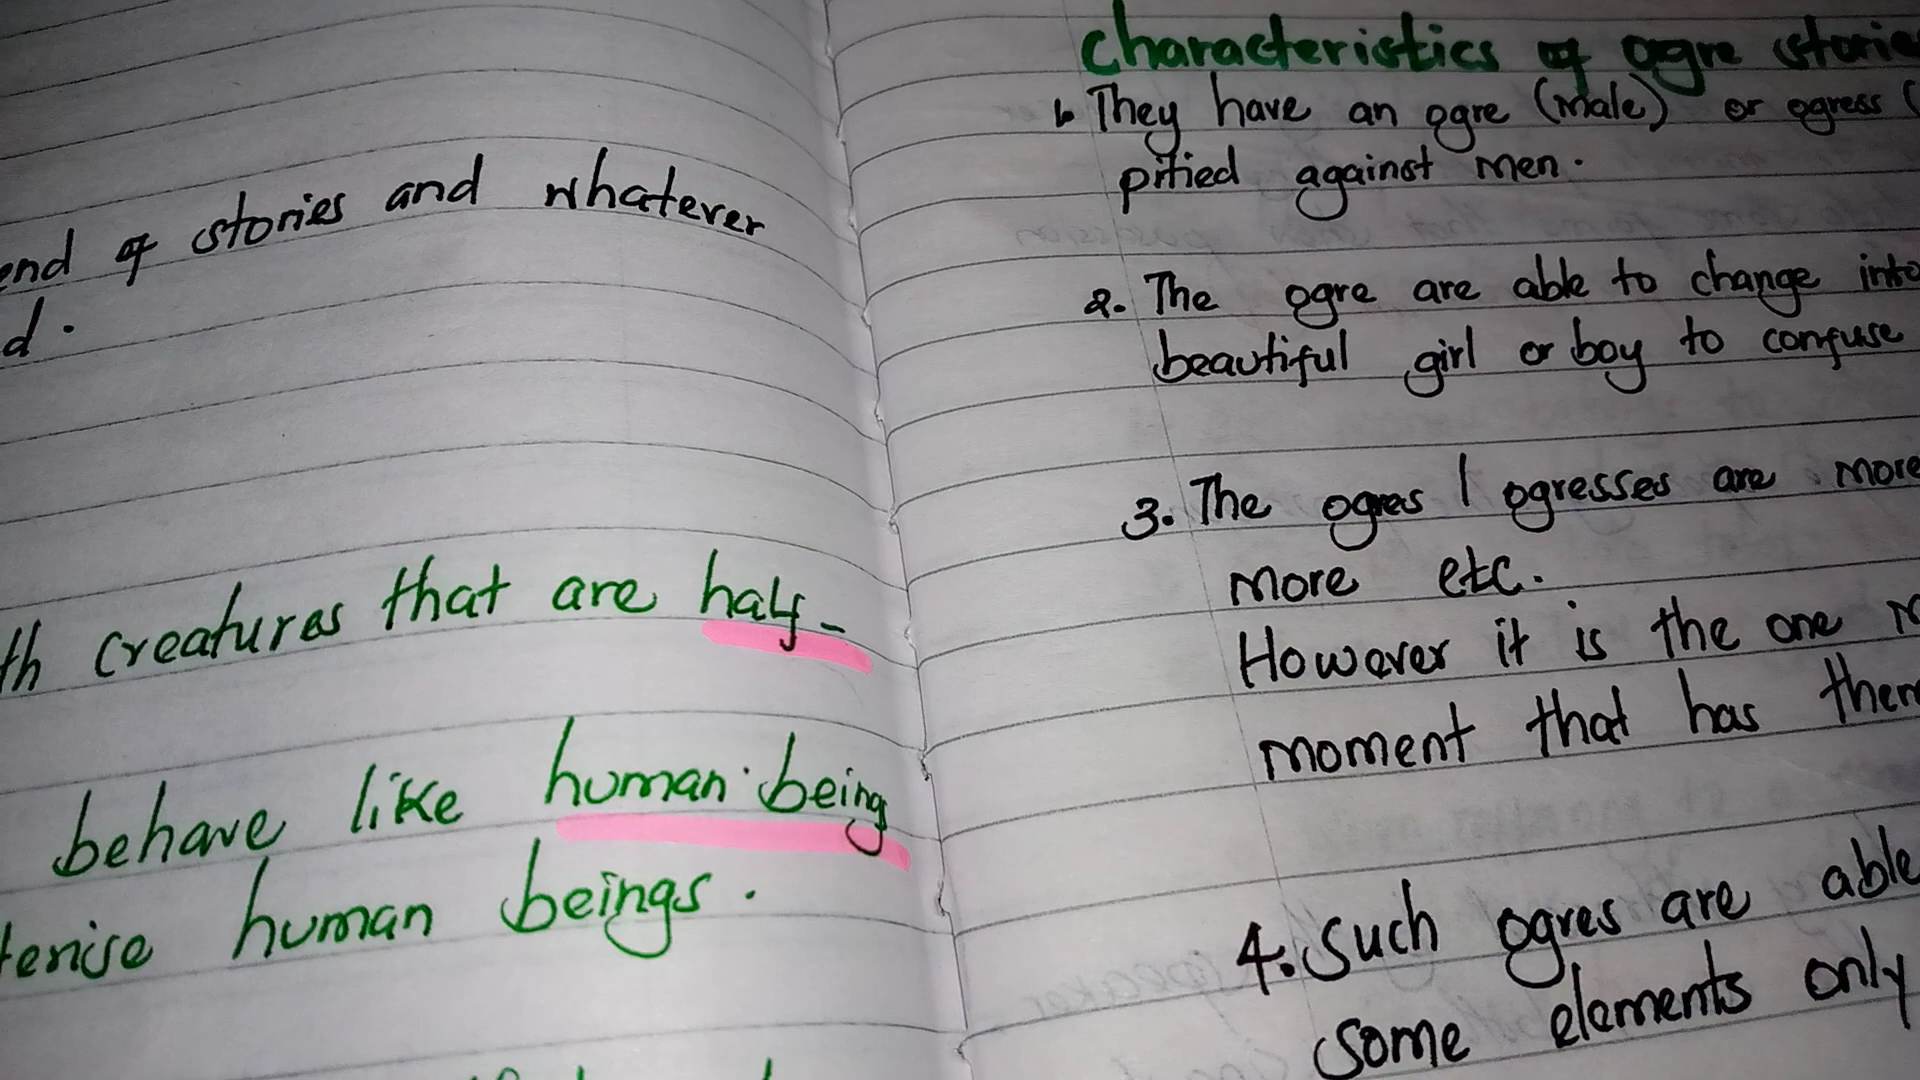 end of stories and whatever
d.
th creatures that are half-
behave like human being
terise human beings.
Characteristics of ogre stories
1. They have an ogre (male) or ogress (
pitied against men.
2. The ogre are able to change into
beautiful girl or boy to confuse
3. The ogres / ogresses are more
more etc.
However it is the one
moment that has them
4. Such ogres are able
some elements only